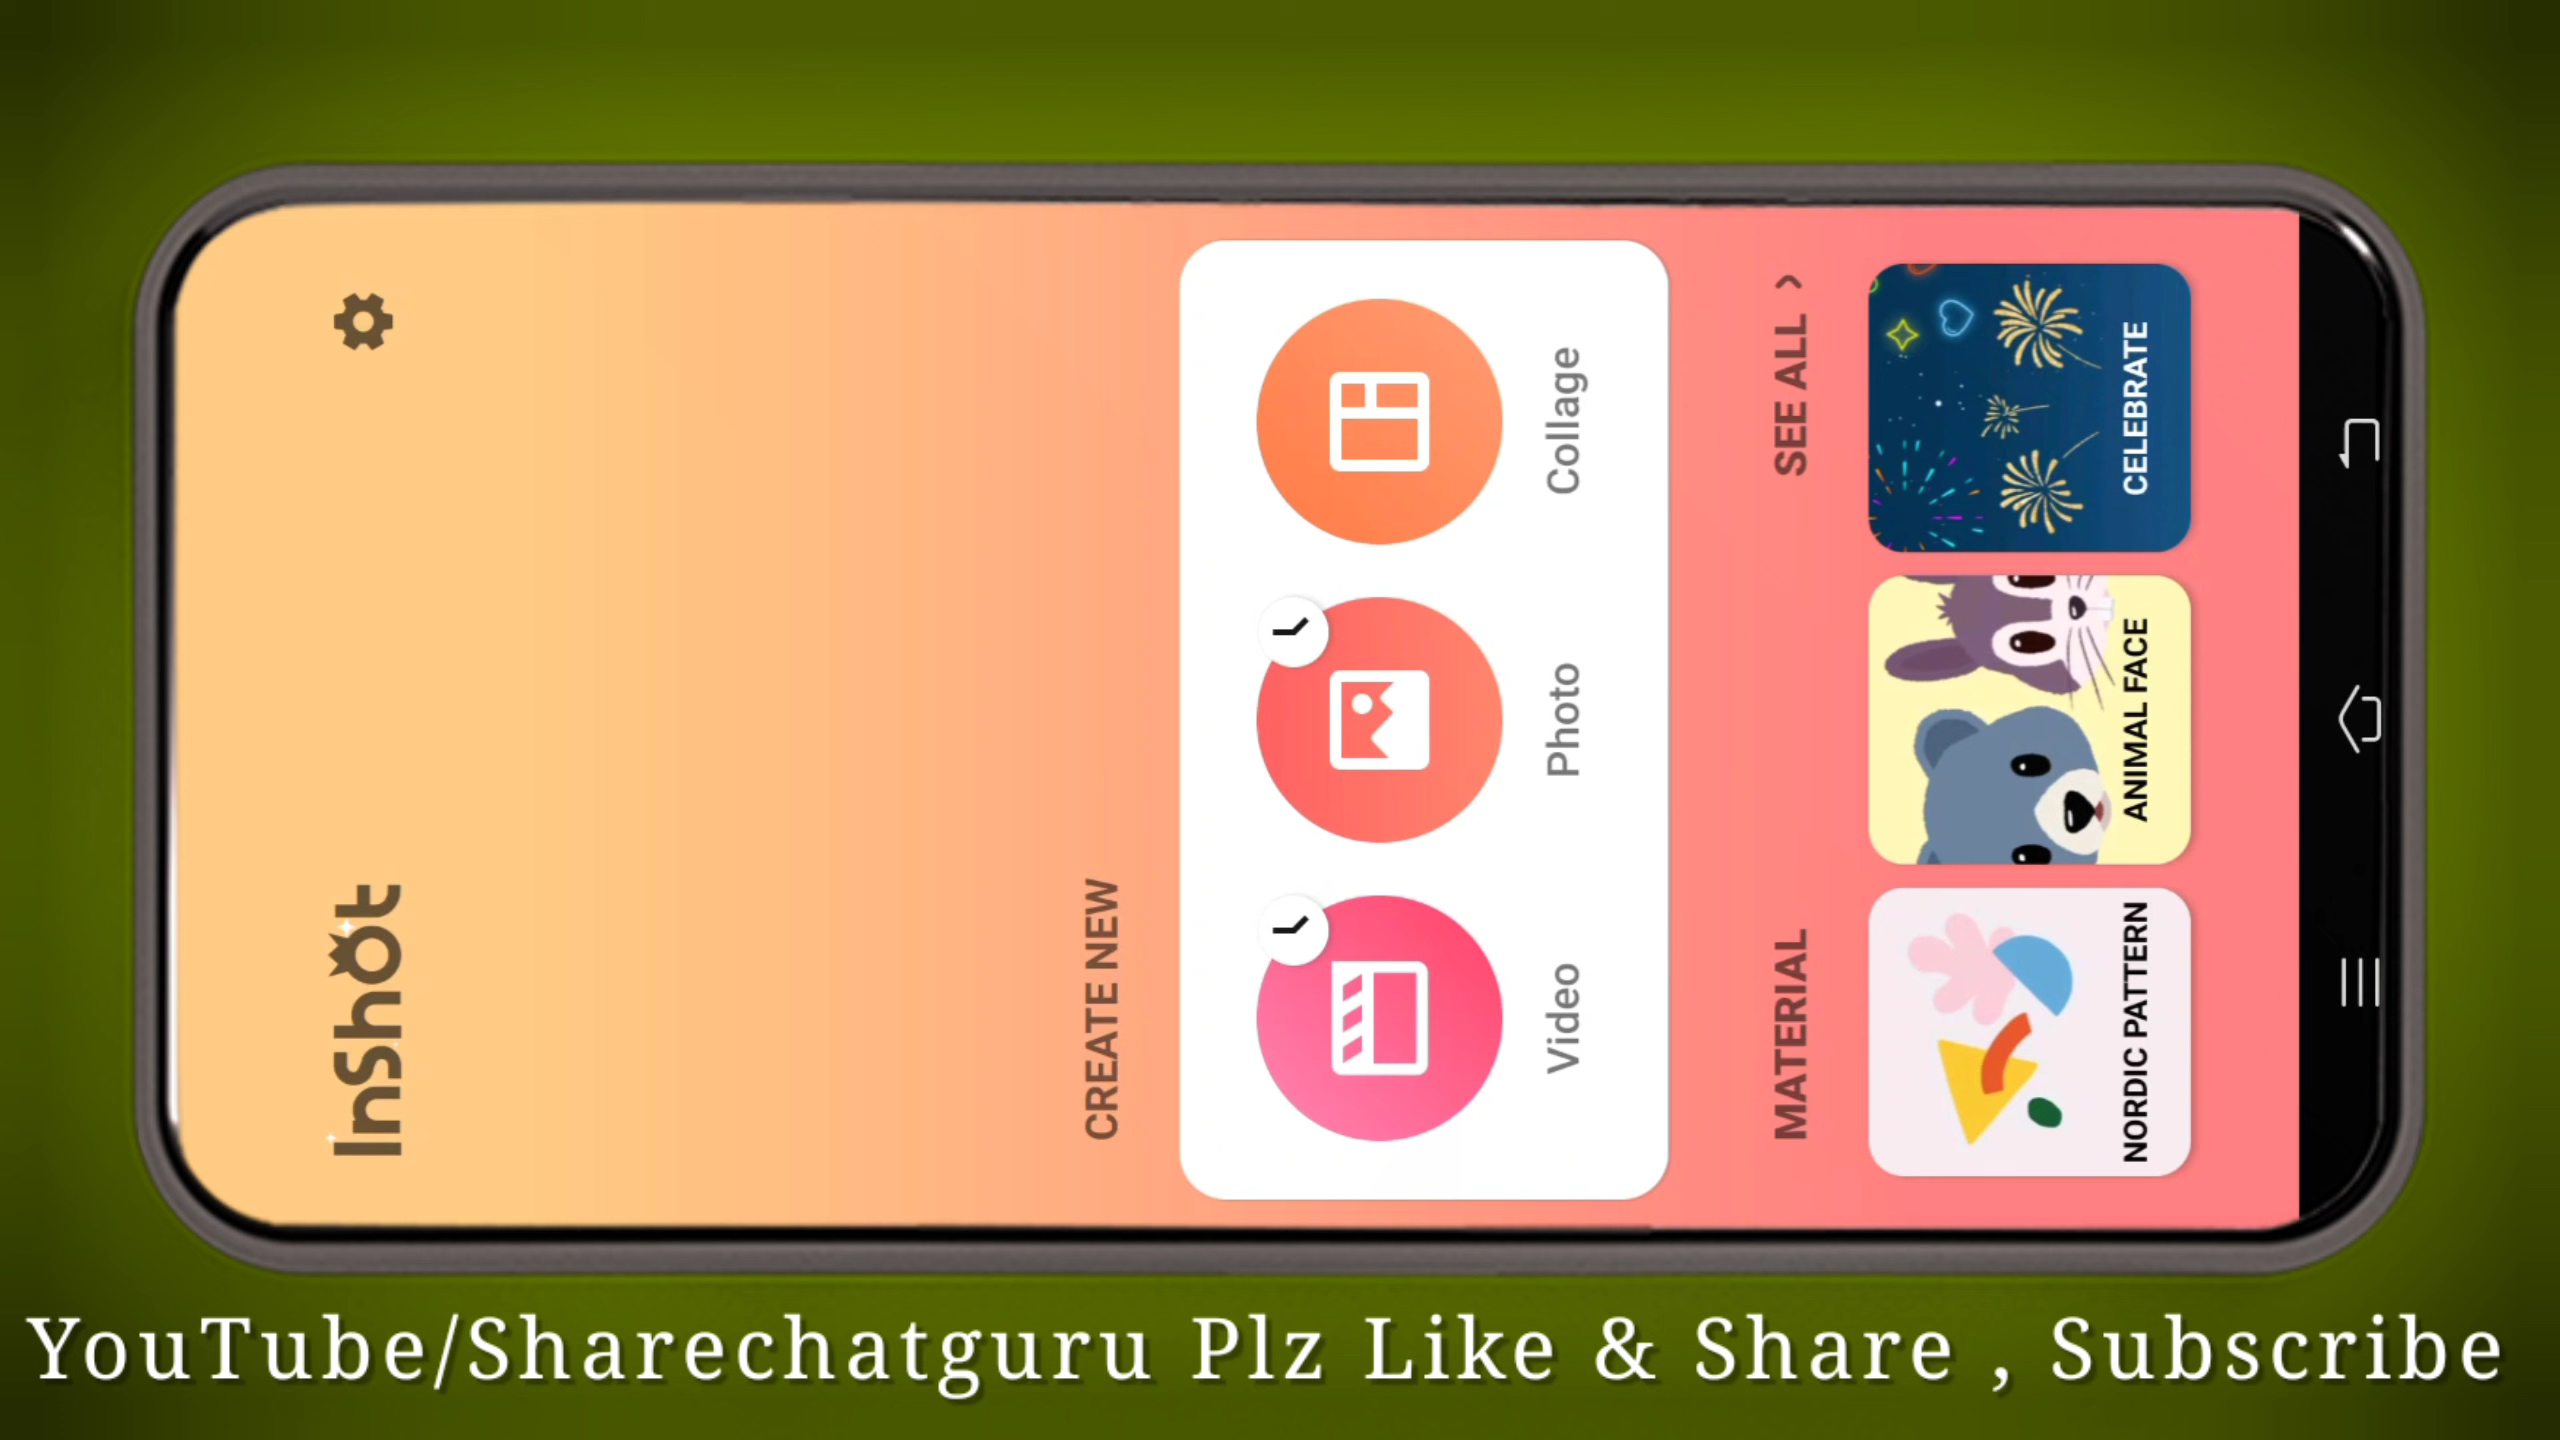 InShot
CREATE NEW
Video
Photo
Collage
MATERIAL
SEE ALL >
NORDIC PATTERN
ANIMAL FACE
CELEBRATE
YouTube/Sharechatguru Plz Like & Share , Subscribe